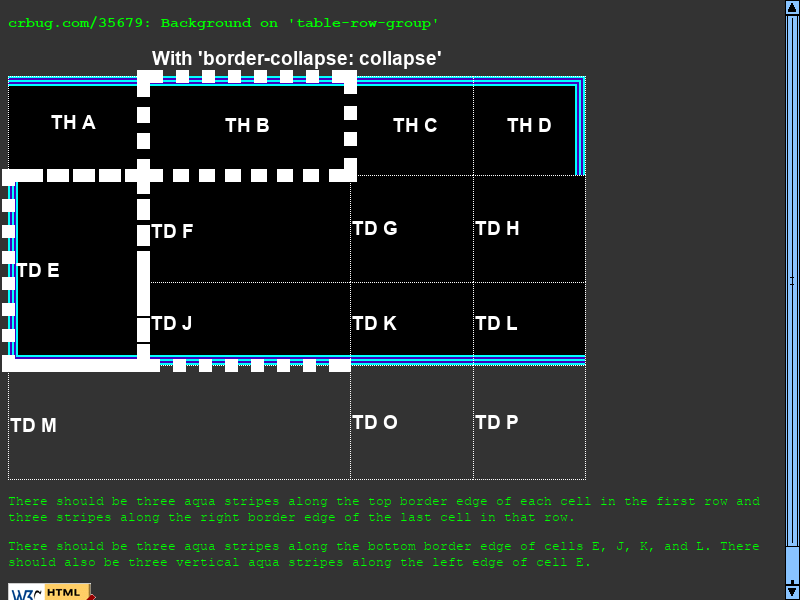 crbug.com/35679: Background on 'table-row-group'
With 'border-collapse: collapse'
TH A
TH B
TH C
TH D
TD E
TD F
TD G
TD H
TD J
TD K
TD L
TD M
TD O
TD P
There should be three aqua stripes along the top border edge of each cell in the first row and
three stripes along the right border edge of the last cell in that row.
There should be three aqua stripes along the bottom border edge of cells E, J, K, and L. There
should also be three vertical aqua stripes along the left edge of cell E.
W3C HTML